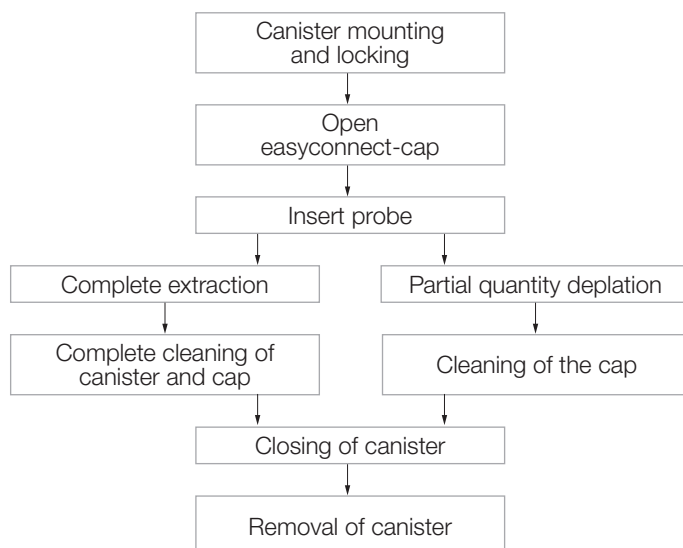 Canister mounting
and locking
Open
easyconnect-cap
Insert probe
Complete extraction
Partial quantity deplation
Complete cleaning of
canister and cap
Cleaning of the cap
Closing of canister
Removal of canister